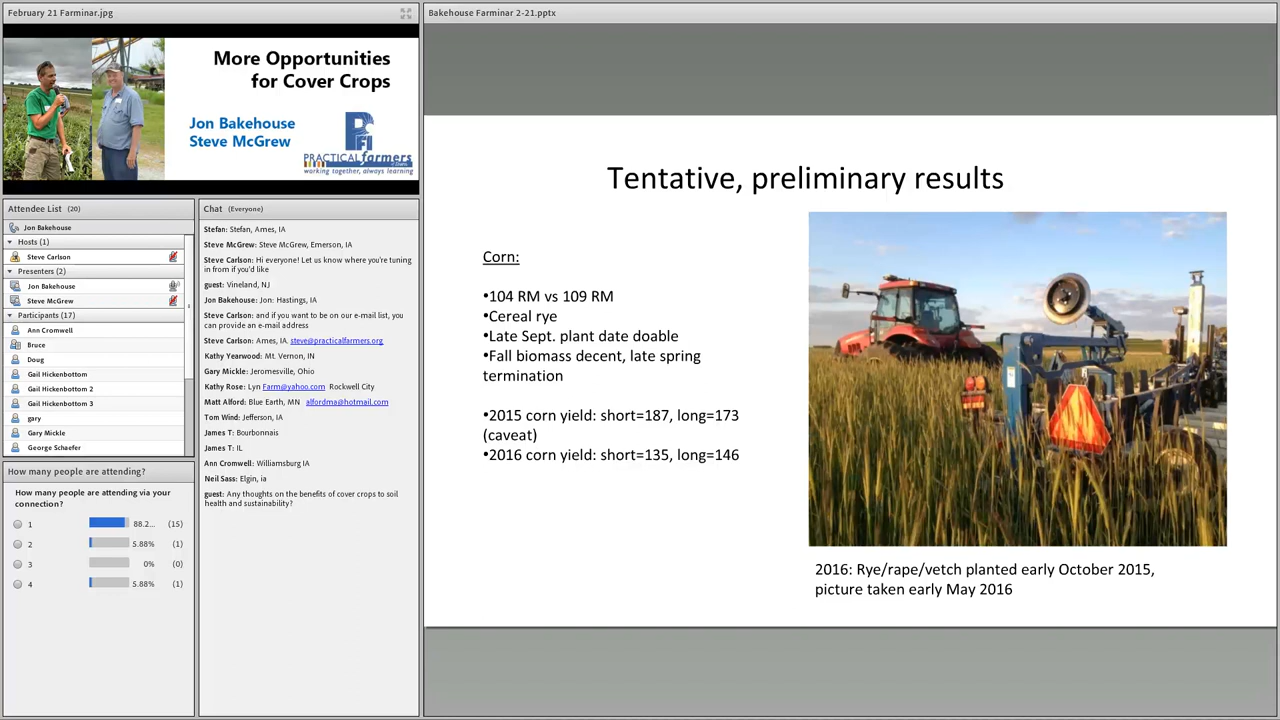 February 21 Farminar.jpg
More Opportunities
for Cover Crops
Jon Bakehouse
Steve McGrew
PFI
PRACTICAL farmers
working together, always learning
Attendee List (20)
Jon Bakehouse
Hosts (1)
Steve Carlson
Presenters (2)
Jon Bakehouse
Steve McGrew
Participants (17)
Ann Cromwell
Bruce
Doug
Gail Hickenbottom
Gail Hickenbottom 2
Gail Hickenbottom 3
gary
Gary Mickle
George Schaefer
How many people are attending?
How many people are attending via your
connection?
1 88.2... (15)
2 5.88% (1)
3 0% (0)
4 5.88% (1)
Chat (Everyone)
Stefan: Stefan, Ames, IA
Steve McGrew: Steve McGrew, Emerson, IA
Steve Carlson: Hi everyone! Let us know where you're tuning
in from if you'd like
guest: Vineland, NJ
Jon Bakehouse: Jon: Hastings, IA
Steve Carlson: and if you want to be on our e-mail list, you
can provide an e-mail address
Steve Carlson: Ames, IA steve@practicalfarmers.org
Kathy Yearwood: Mt. Vernon, IN
Gary Mickle: Jeromesville, Ohio
Kathy Rose: Lyn Farm@yahoo.com Rockwell City
Matt Alford: Blue Earth, MN alfordma@hotmail.com
Tom Wind: Jefferson, IA
James T: Bourbonnais
James T: IL
Ann Cromwell: Williamsburg IA
Neil Sass: Elgin, ia
guest: Any thoughts on the benefits of cover crops to soil
health and sustainability?
Bakehouse Farminar 2-21.pptx
Tentative, preliminary results
Corn:
•104 RM vs 109 RM
•Cereal rye
•Late Sept. plant date doable
•Fall biomass decent, late spring
termination
•2015 corn yield: short=187, long=173
(caveat)
•2016 corn yield: short=135, long=146
2016: Rye/rape/vetch planted early October 2015,
picture taken early May 2016